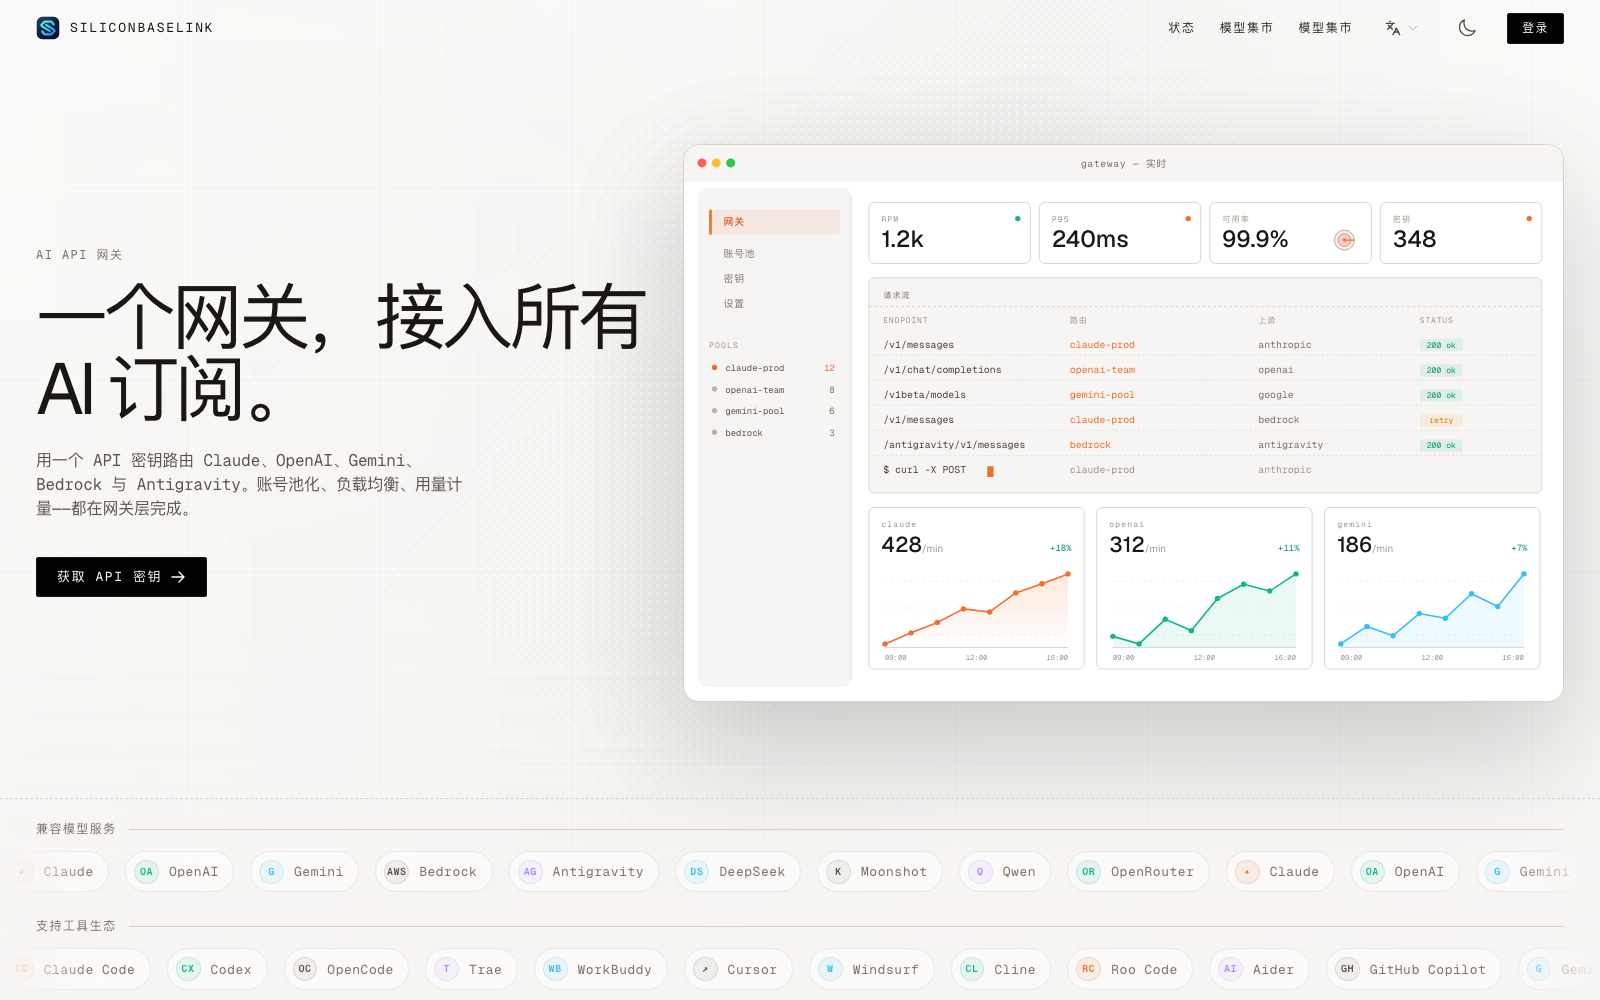 SILICONBASELINK
状态
模型集市
模型集市
登录
AI API 网关
一个网关，接入所有
AI 订阅。
用一个 API 密钥路由 Claude、OpenAI、Gemini、
Bedrock 与 Antigravity。账号池化、负载均衡、用量计
量——都在网关层完成。
获取 API 密钥 →
gateway — 实时
网关
账号池
密钥
设置
POOLS
claude-prod 12
openai-team 8
gemini-pool 6
bedrock 3
RPM
1.2k
P95
240ms
可用率
99.9%
密钥
348
请求流
ENDPOINT 路由 上游 STATUS
/v1/messages claude-prod anthropic 200 ok
/v1/chat/completions openai-team openai 200 ok
/v1beta/models gemini-pool google 200 ok
/v1/messages claude-prod bedrock retry
/antigravity/v1/messages bedrock antigravity 200 ok
$ curl -X POST claude-prod anthropic
claude
428/min +18%
09:00 12:00 16:00
openai
312/min +11%
09:00 12:00 16:00
gemini
186/min +7%
09:00 12:00 16:00
兼容模型服务
Claude
OA OpenAI
G Gemini
AWS Bedrock
AG Antigravity
DS DeepSeek
K Moonshot
Q Qwen
OR OpenRouter
Claude
OA OpenAI
G Gemini
支持工具生态
CC Claude Code
CX Codex
OC OpenCode
T Trae
WB WorkBuddy
↗ Cursor
W Windsurf
CL Cline
RC Roo Code
AI Aider
GH GitHub Copilot
G Gemi